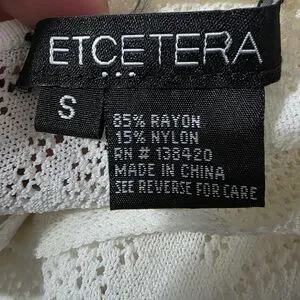 ETCETERA
...
S
85% RAYON
15% NYLON
RN # 138420
MADE IN CHINA
SEE REVERSE FOR CARE